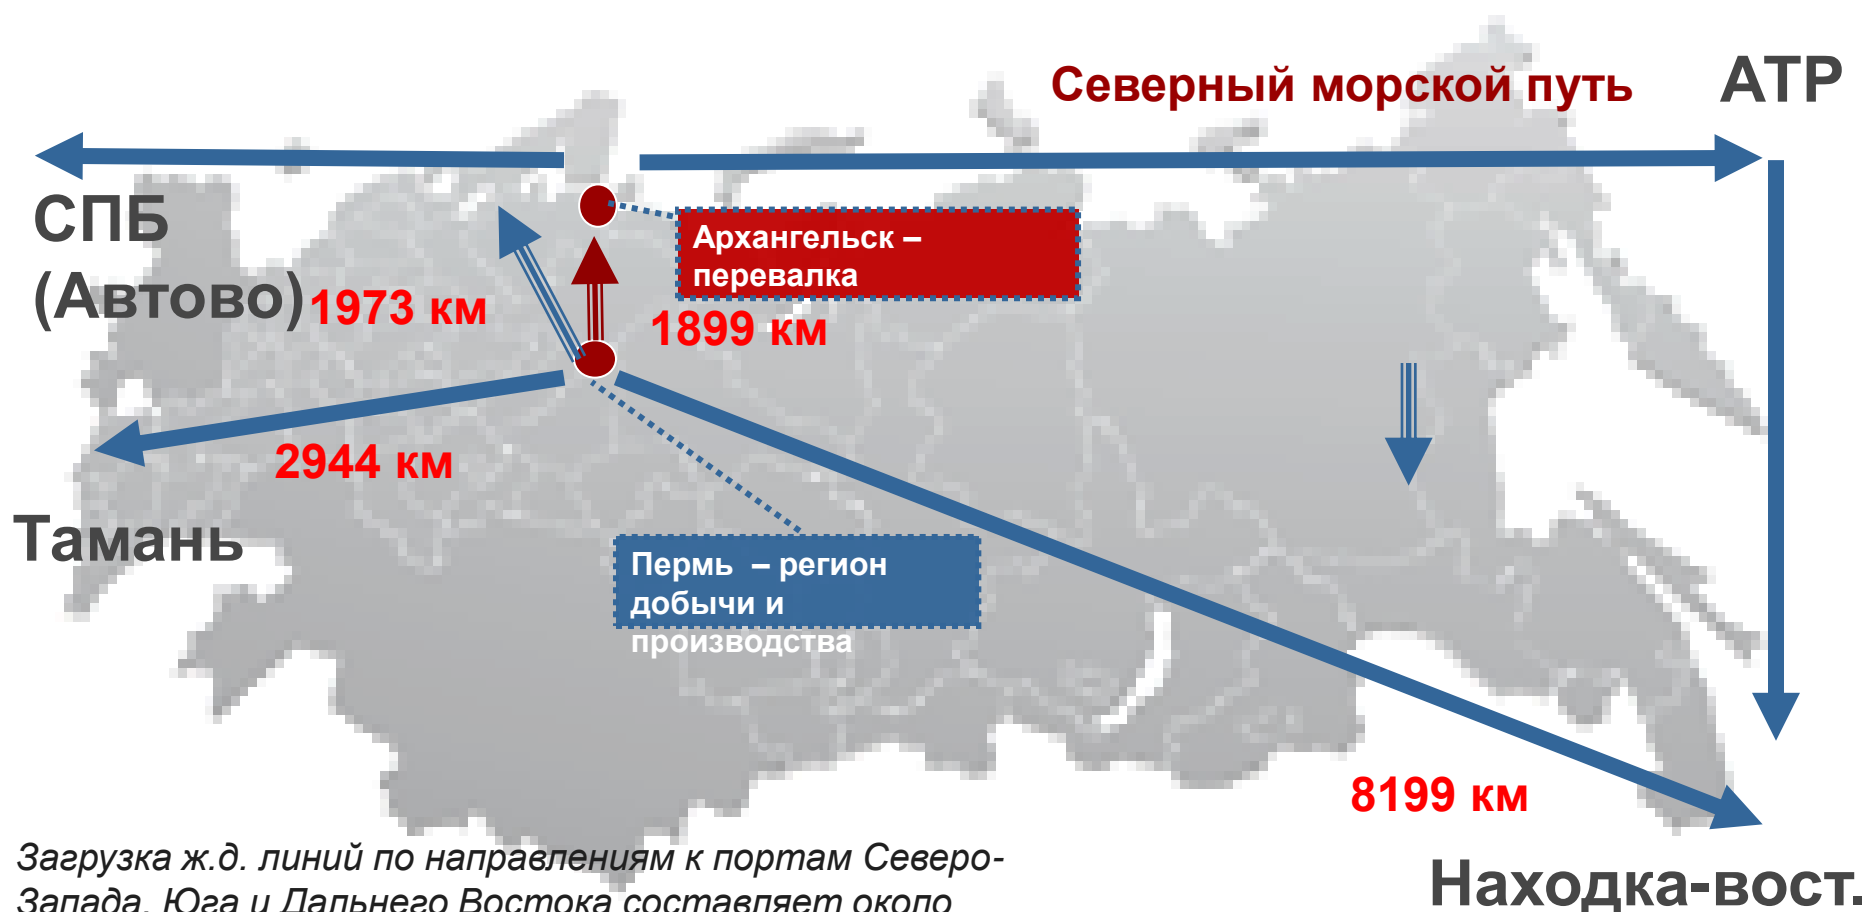 Северный морской путь
АТР
СПБ
(Автово)
1973 км
Архангельск –
перевалка
1899 км
2944 км
Тамань
Пермь – регион
добычи и
производства
8199 км
Загрузка ж.д. линий по направлениям к портам Северо-
Запада, Юга и Дальнего Востока составляет около
Находка-вост.